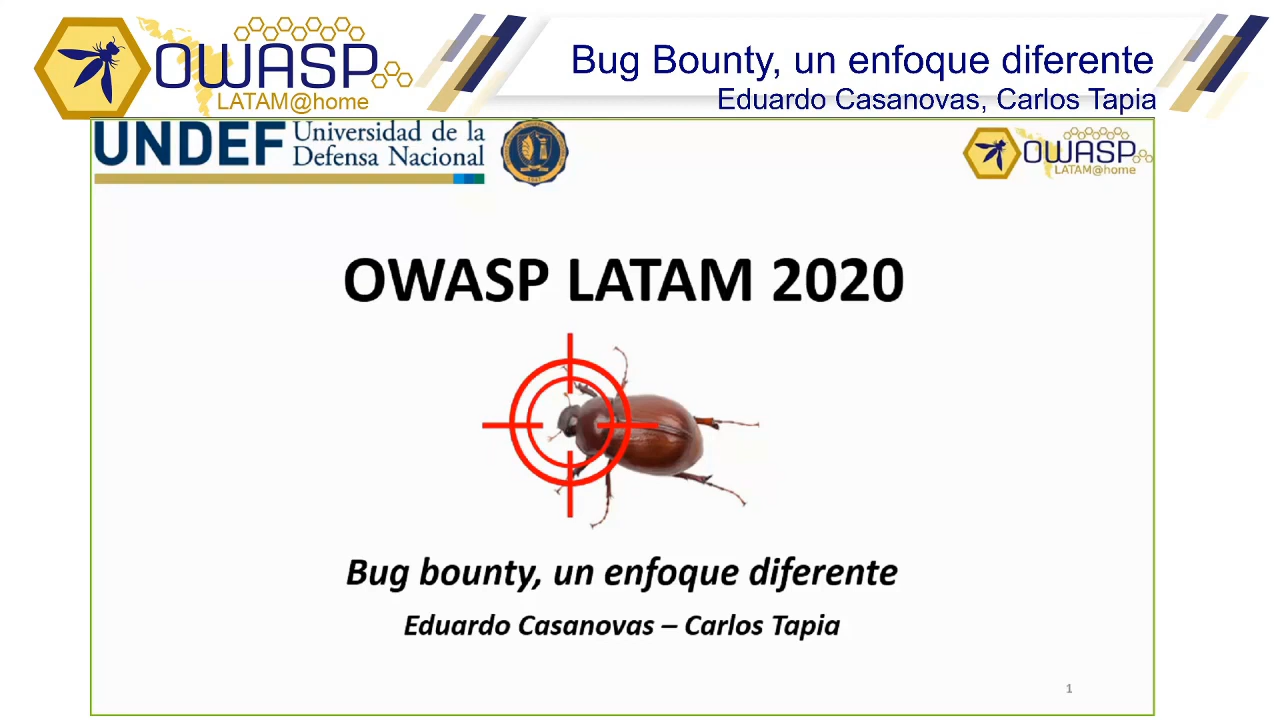 OWASP
LATAM@home
Bug Bounty, un enfoque diferente
Eduardo Casanovas, Carlos Tapia
UNDEF
Universidad de la
Defensa Nacional
OWASP
LATAM@home
OWASP LATAM 2020
Bug bounty, un enfoque diferente
Eduardo Casanovas – Carlos Tapia
1